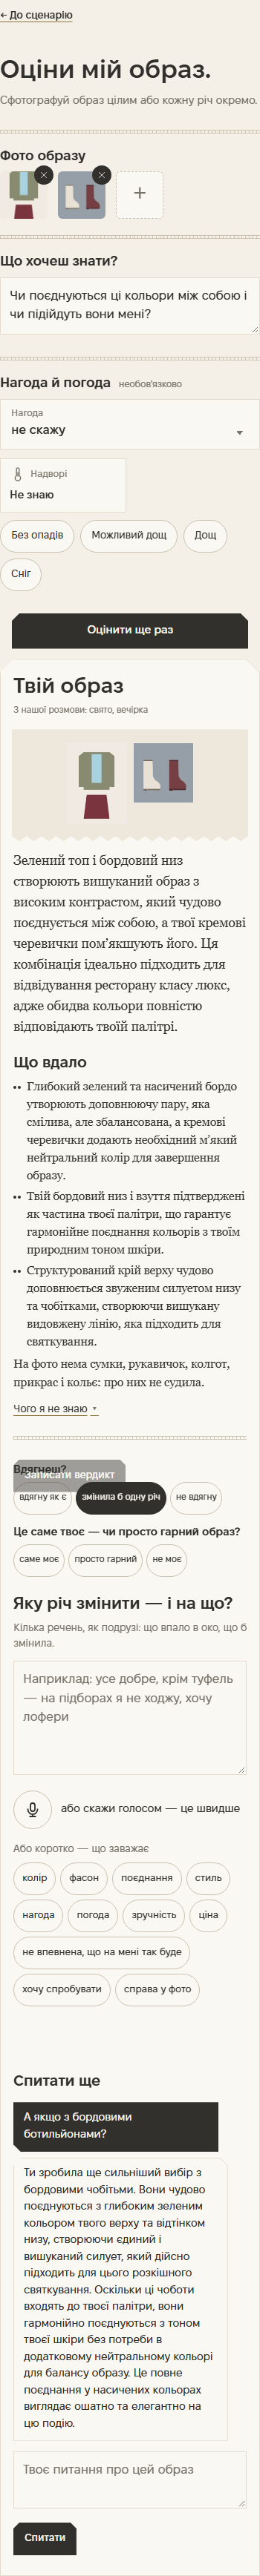 ← До сценарію
Оціни мій образ.
Сфотографуй образ цілим або кожну річ окремо.
Фото образу
Що хочеш знати?
Чи поєднуються ці кольори між собою і
чи підійдуть вони мені?
Нагода й погода необов'язково
Нагода
не скажу
Надворі
Не знаю
Без опадів
Можливий дощ
Дощ
Сніг
Оцінити ще раз
Твій образ
З нашої розмови: свято, вечірка
Зелений топ і бордовий низ
створюють вишуканий образ з
високим контрастом, який чудово
поєднується між собою, а твої кремові
черевички пом’якшують його. Ця
комбінація ідеально підходить для
відвідування ресторану класу люкс,
адже обидва кольори повністю
відповідають твоїй палітрі.
Що вдало
•• Глибокий зелений та насичений бордо
утворюють доповнюючу пару, яка
смілива, але збалансована, а кремові
черевички додають необхідний м’який
нейтральний колір для завершення
образу.
•• Твій бордовий низ і взуття підтверджені
як частина твоєї палітри, що гарантує
гармонійне поєднання кольорів з твоїм
природним тоном шкіри.
•• Структурований крій верху чудово
доповнюється звуженим силуетом низу
та чобітками, створюючи вишукану
видовжену лінію, яка підходить для
святкування.
На фото нема сумки, рукавичок, колгот,
прикрас і кольє: про них не судила.
Чого я не знаю
Вдягнеш?
Записати вердикт
вдягну як є
змінила б одну річ
не вдягну
Це саме твоє — чи просто гарний образ?
саме моє
просто гарний
не моє
Яку річ змінити — і на що?
Кілька речень, як подрузі: що впало в око, що б
змінила.
Наприклад: усе добре, крім туфель
— на підборах я не ходжу, хочу
лофери
або скажи голосом — це швидше
Або коротко — що заважає
колір
фасон
поєднання
стиль
нагода
погода
зручність
ціна
не впевнена, що на мені так буде
хочу спробувати
справа у фото
Спитати ще
А якщо з бордовими
ботильйонами?
Ти зробила ще сильніший вибір з
бордовими чобітьми. Вони чудово
поєднуються з глибоким зеленим
кольором твого верху та відтінком
низу, створюючи єдиний і
вишуканий силует, який дійсно
підходить для цього розкішного
святкування. Оскільки ці чоботи
входять до твоєї палітри, вони
гармонійно поєднуються з тоном
твоєї шкіри без потреби в
додатковому нейтральному кольорі
для балансу образу. Це повне
поєднання у насичених кольорах
виглядає ошатно та елегантно на
цю подію.
Твоє питання про цей образ
Спитати